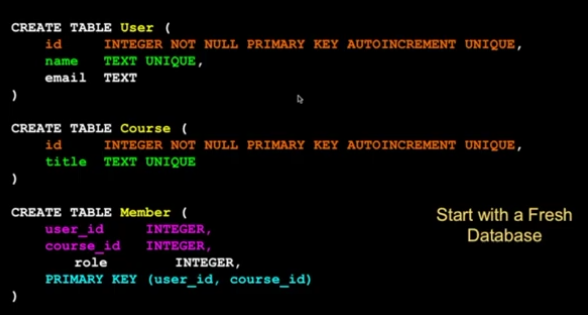 CREATE TABLE User (
id INTEGER NOT NULL PRIMARY KEY AUTOINCREMENT UNIQUE,
name TEXT UNIQUE,
email TEXT
)
CREATE TABLE Course (
id INTEGER NOT NULL PRIMARY KEY AUTOINCREMENT UNIQUE,
title TEXT UNIQUE
)
CREATE TABLE Member (
user_id INTEGER,
course_id INTEGER,
role INTEGER,
PRIMARY KEY (user_id, course_id)
)
Start with a Fresh
Database